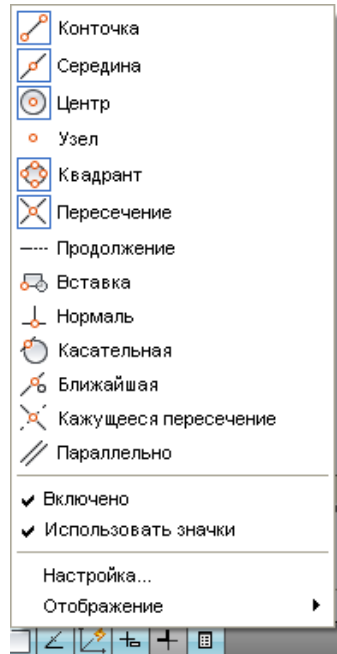 Конточка
Середина
Центр
Узел
Квадрант
Пересечение
Продолжение
Вставка
Нормаль
Касательная
Ближайшая
Кажущееся пересечение
Параллельно
Включено
Использовать значки
Настройка...
Отображение